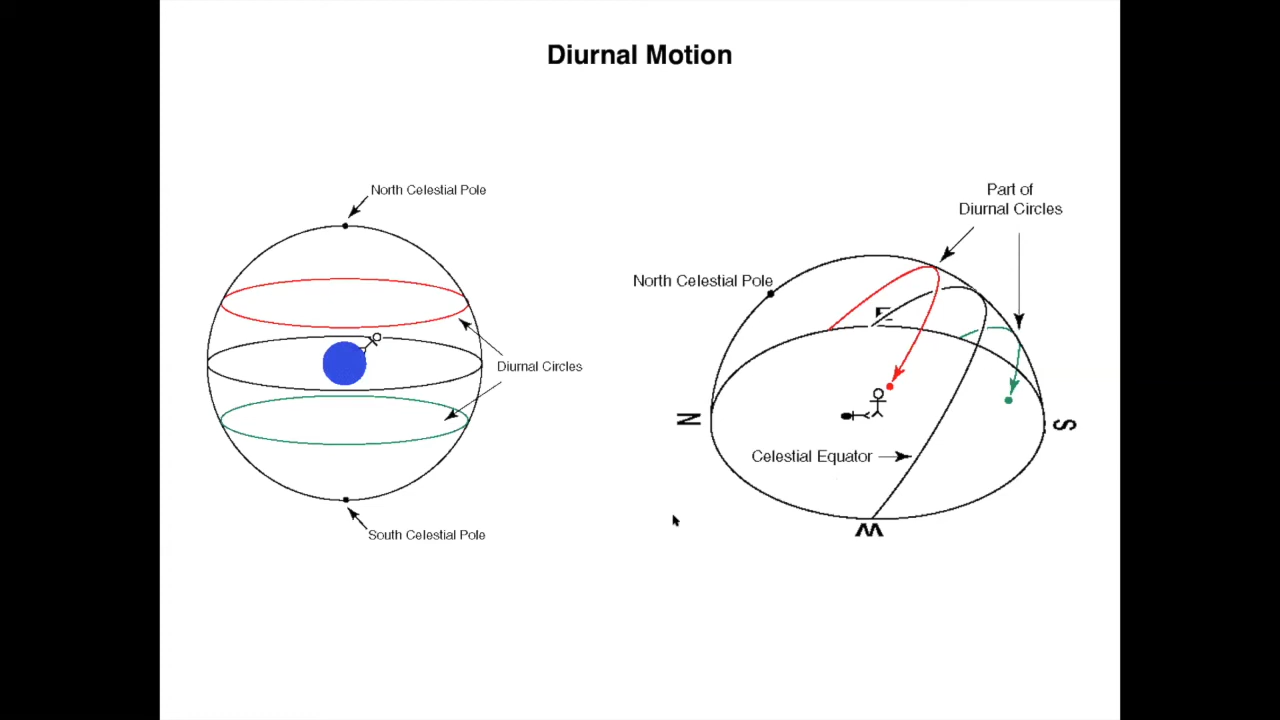 Diurnal Motion
North Celestial Pole
Diurnal Circles
South Celestial Pole
Part of
Diurnal Circles
North Celestial Pole
E
N
S
Celestial Equator
W